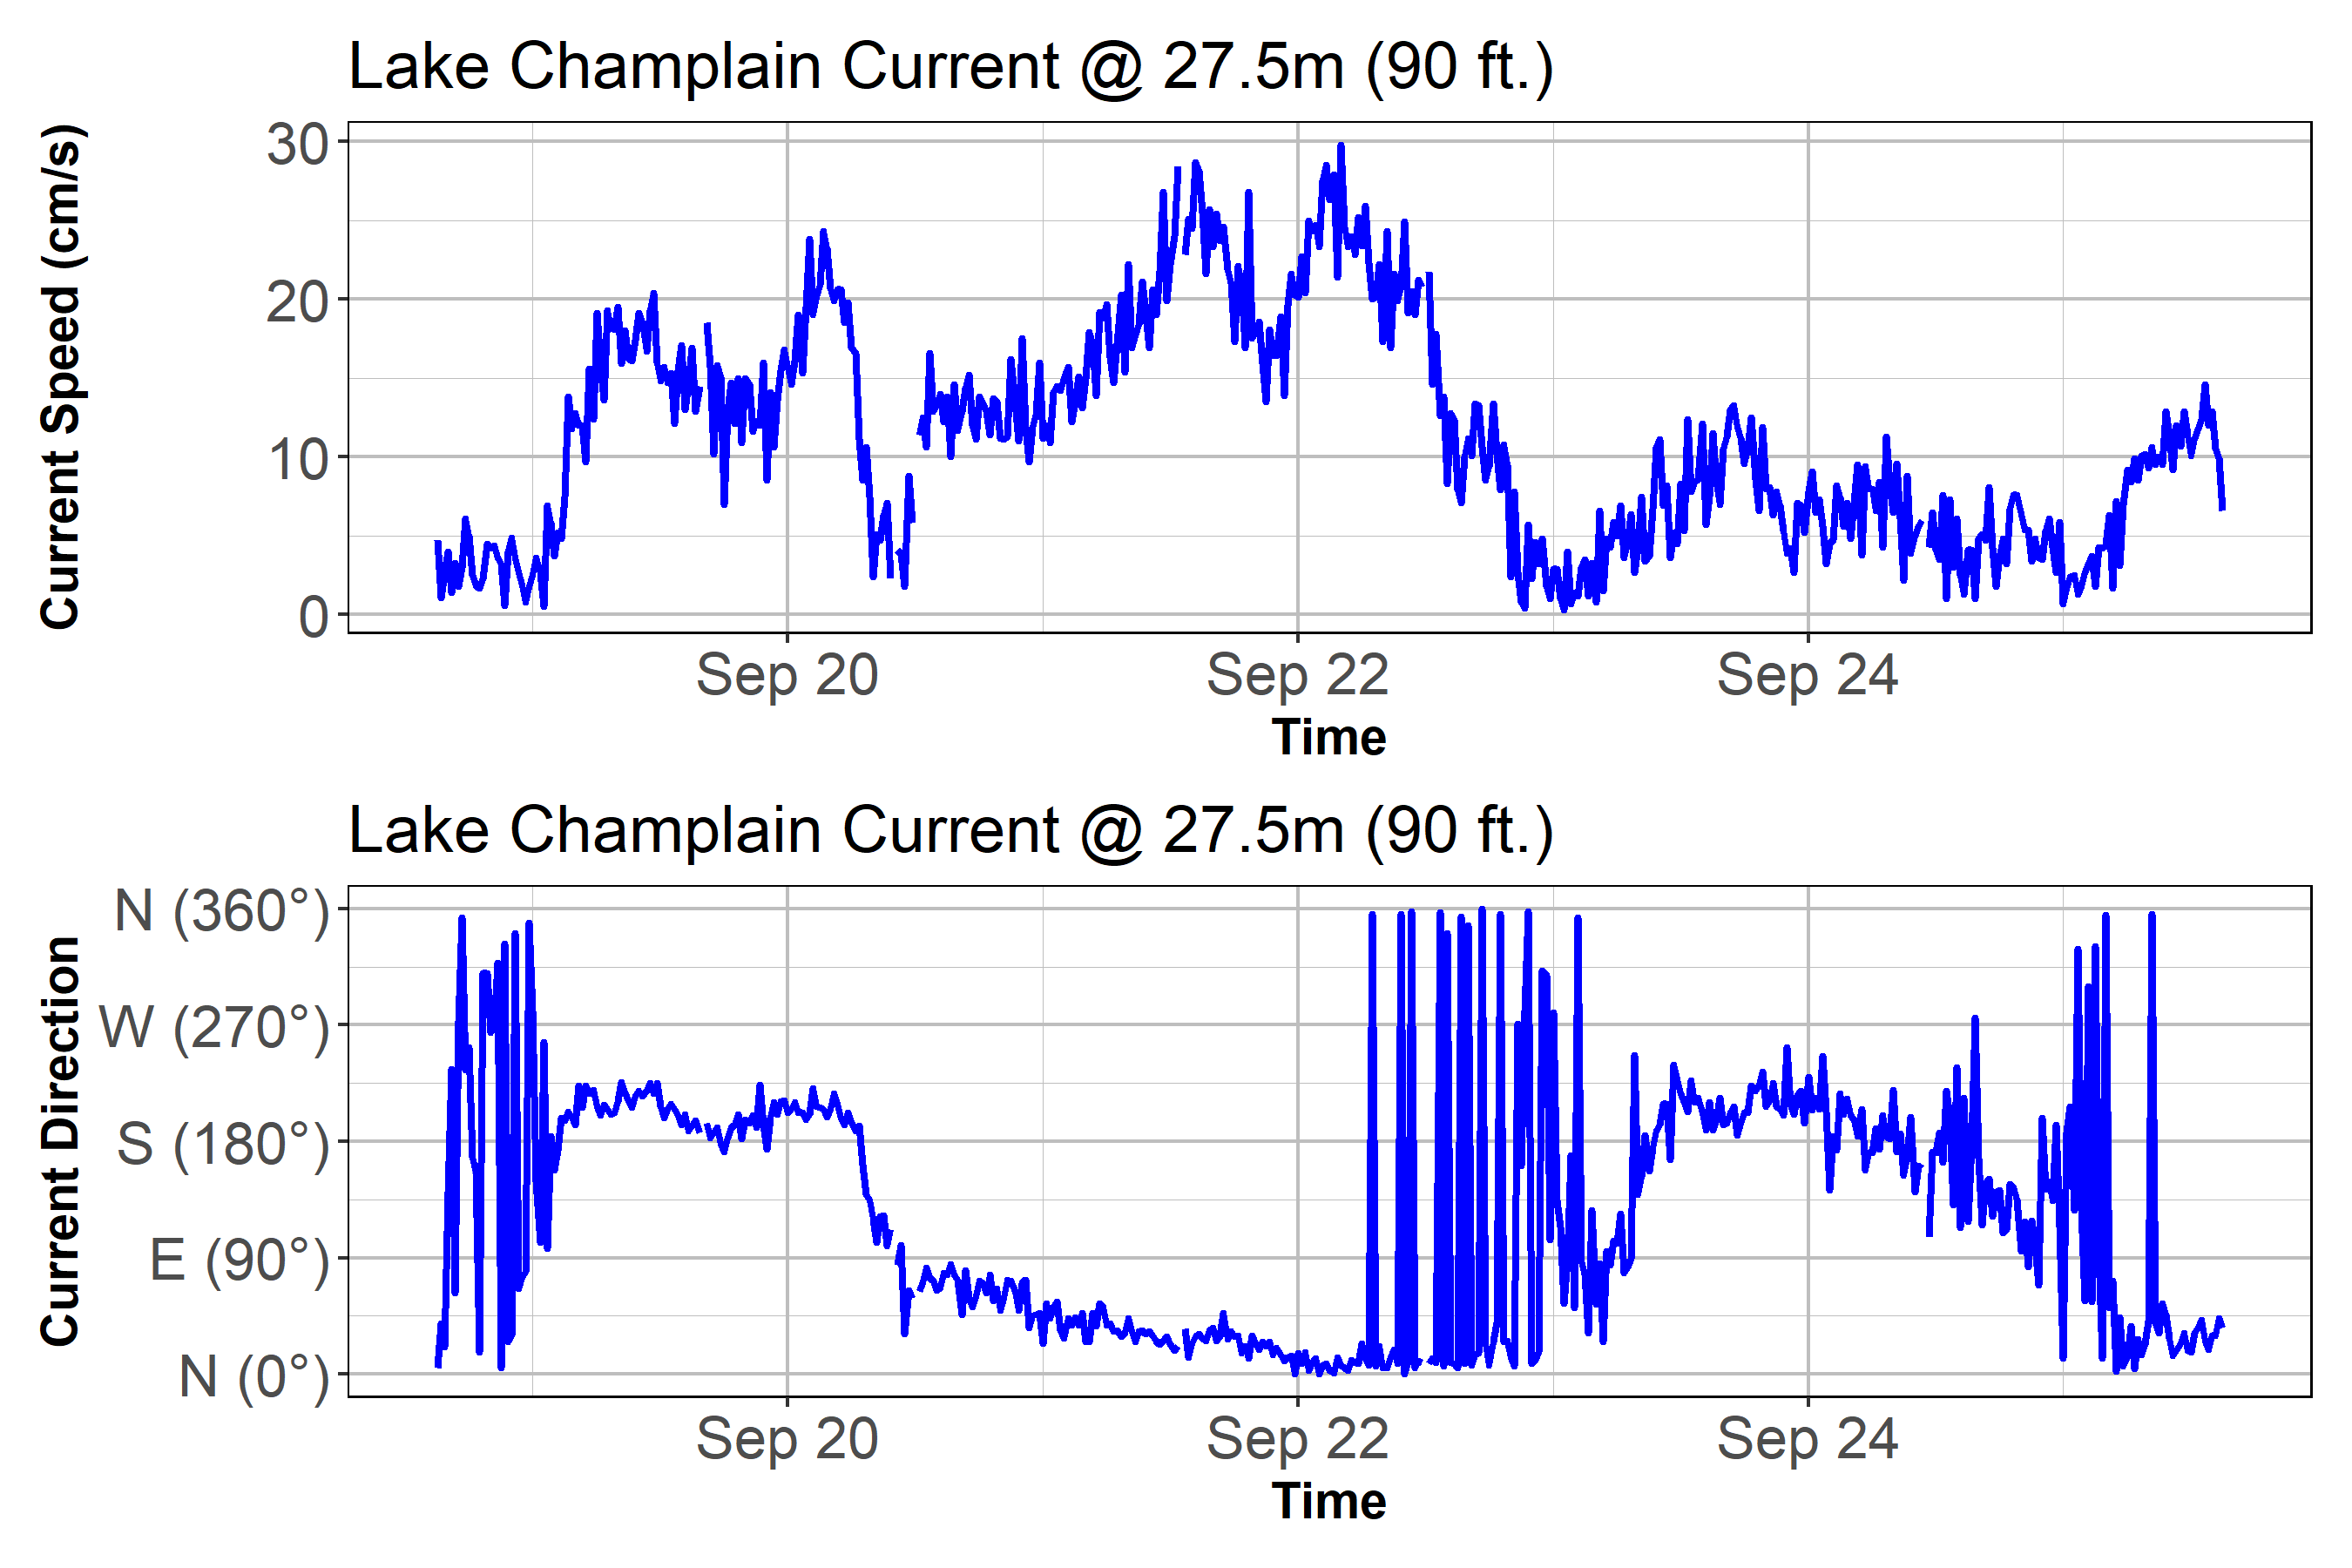 Lake Champlain Current @ 27.5m (90 ft.)
Current Speed (cm/s)
30
20
10
0
Sep 20 Sep 22 Sep 24
Time
Lake Champlain Current @ 27.5m (90 ft.)
Current Direction
N (360°)
W (270°)
S (180°)
E (90°)
N (0°)
Sep 20 Sep 22 Sep 24
Time